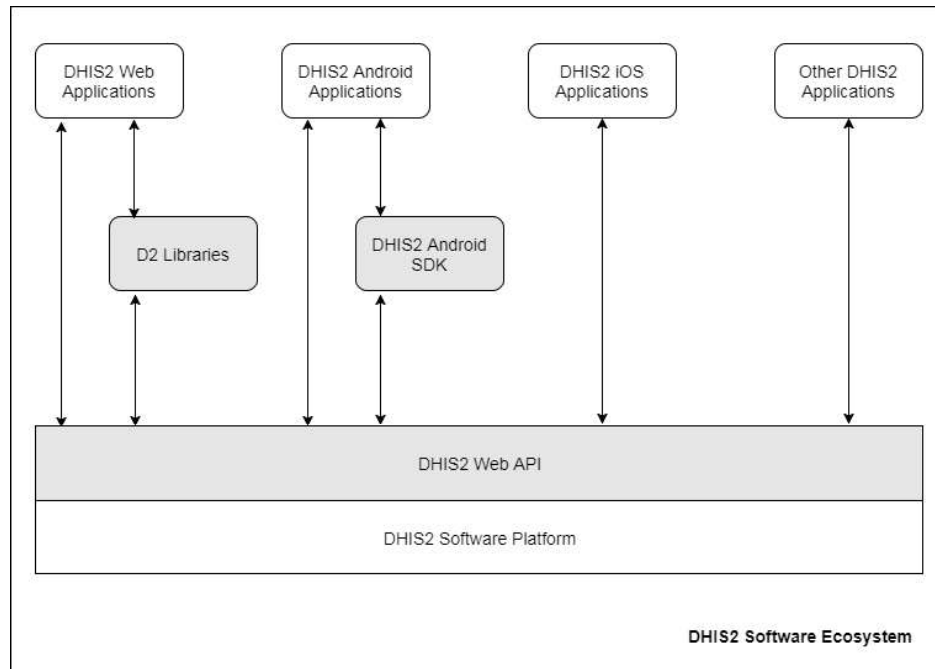 DHIS2 Web
Applications
DHIS2 Android
Applications
DHIS2 iOS
Applications
Other DHIS2
Applications
D2 Libraries
DHIS2 Android
SDK
DHIS2 Web API
DHIS2 Software Platform
DHIS2 Software Ecosystem